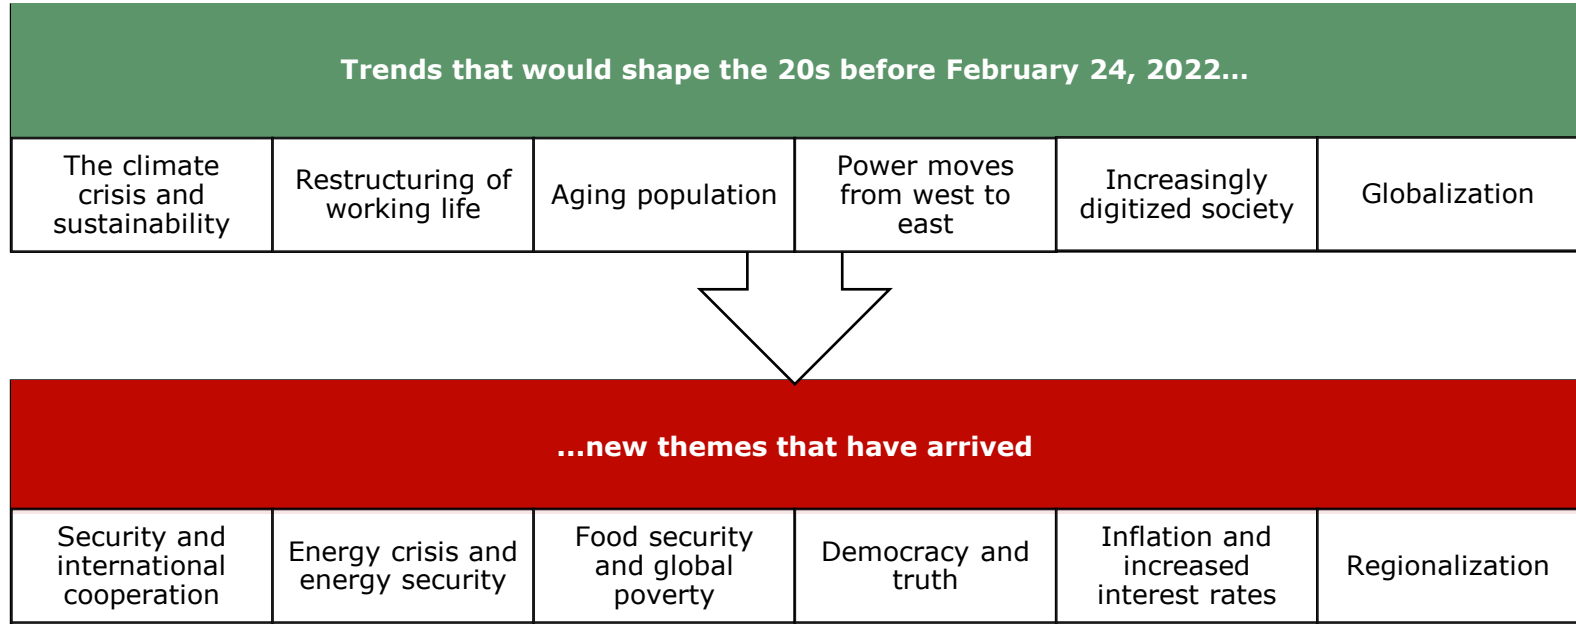 Trends that would shape the 20s before February 24, 2022...
The climate
crisis and
sustainability
Restructuring of
working life
Aging population
Power moves
from west to
east
Increasingly
digitized society
Globalization
...new themes that have arrived
Security and
international
cooperation
Energy crisis and
energy security
Food security
and global
poverty
Democracy and
truth
Inflation and
increased
interest rates
Regionalization